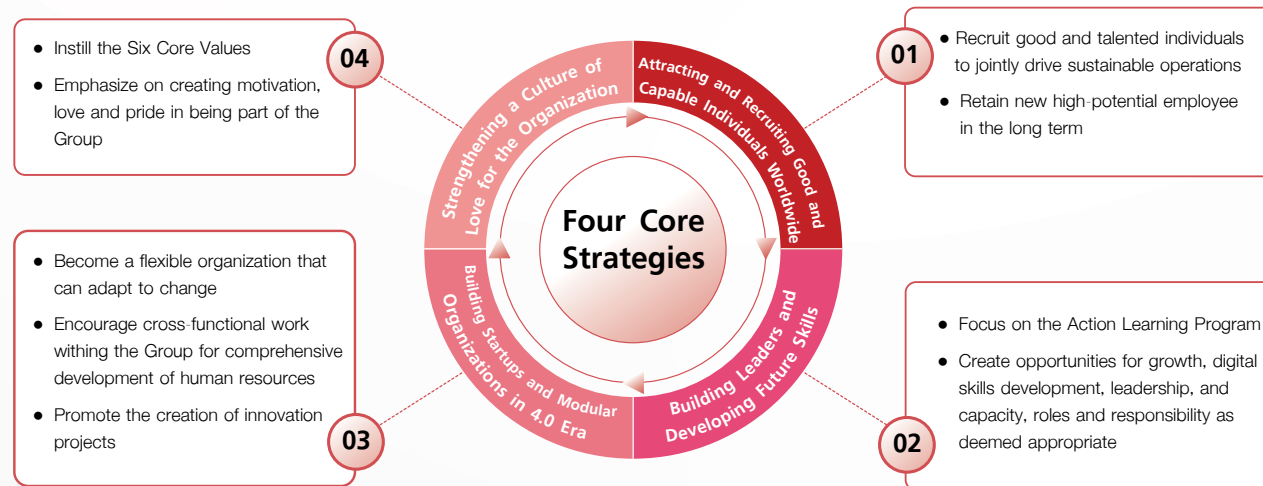 Four Core
Strategies
Attracting and Recruiting Good and
Capable Individuals Worldwide
01
● Recruit good and talented individuals
to jointly drive sustainable operations
● Retain new high-potential employee
in the long term
Building Leaders and
Developing Future Skills
02
● Focus on the Action Learning Program
● Create opportunities for growth, digital
skills development, leadership, and
capacity, roles and responsibility as
deemed appropriate
Building Startups and Modular
Organizations in 4.0 Era
03
● Become a flexible organization that
can adapt to change
● Encourage cross-functional work
withing the Group for comprehensive
development of human resources
● Promote the creation of innovation
projects
Strengthening a Culture of
Love for the Organization
04
● Instill the Six Core Values
● Emphasize on creating motivation,
love and pride in being part of the
Group